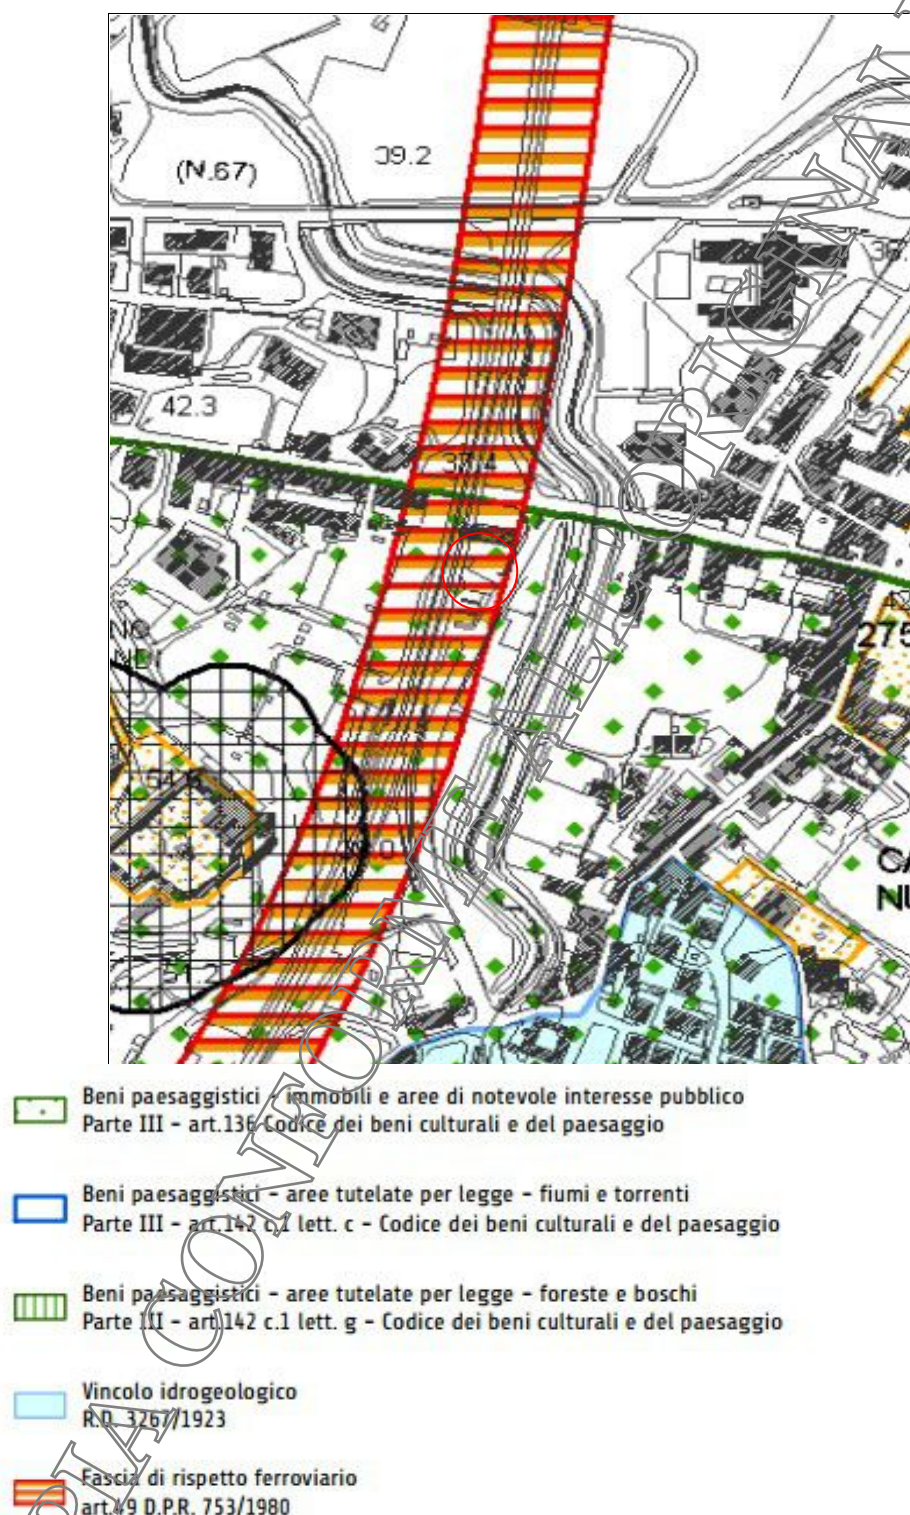 39.2
(N.67)
42.3
37.4
275
Beni paesaggistici - immobili e aree di notevole interesse pubblico
Parte III - art.136 Codice dei beni culturali e del paesaggio
Beni paesaggistici - aree tutelate per legge - fiumi e torrenti
Parte III - art.142 c.1 lett. c - Codice dei beni culturali e del paesaggio
Beni paesaggistici - aree tutelate per legge - foreste e boschi
Parte III - art.142 c.1 lett. g - Codice dei beni culturali e del paesaggio
Vincolo idrogeologico
R.D. 3267/1923
Fascia di rispetto ferroviario
art.49 D.P.R. 753/1980
COPIA CONFORME ALL'ORIGINALE